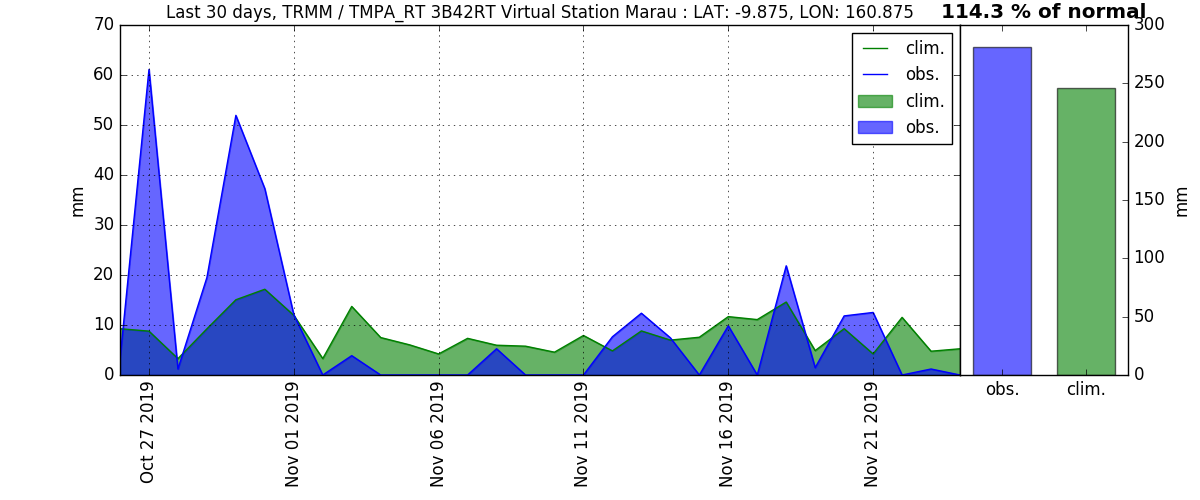 Last 30 days, TRMM / TMPA_RT 3B42RT Virtual Station Marau : LAT: -9.875, LON: 160.875
114.3 % of normal
70
60
50
40
30
20
10
0
mm
clim.
obs.
clim.
obs.
Oct 27 2019
Nov 01 2019
Nov 06 2019
Nov 11 2019
Nov 16 2019
Nov 21 2019
300
250
200
150
100
50
0
mm
obs.
clim.